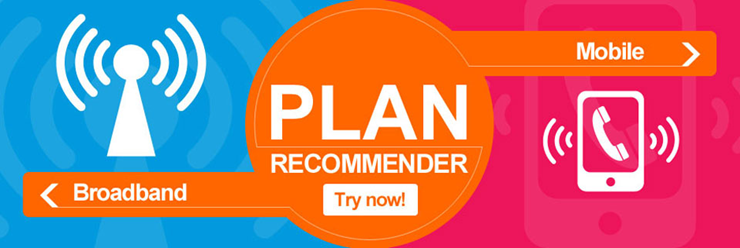 PLAN
RECOMMENDER
Try now!
Mobile
Broadband